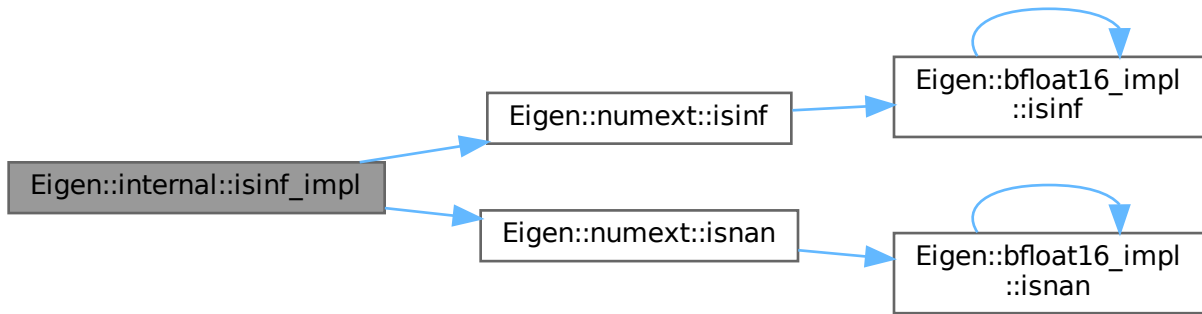 Eigen::internal::isinf_impl
Eigen::numext::isinf
Eigen::bfloat16_impl
::isinf
Eigen::numext::isnan
Eigen::bfloat16_impl
::isnan